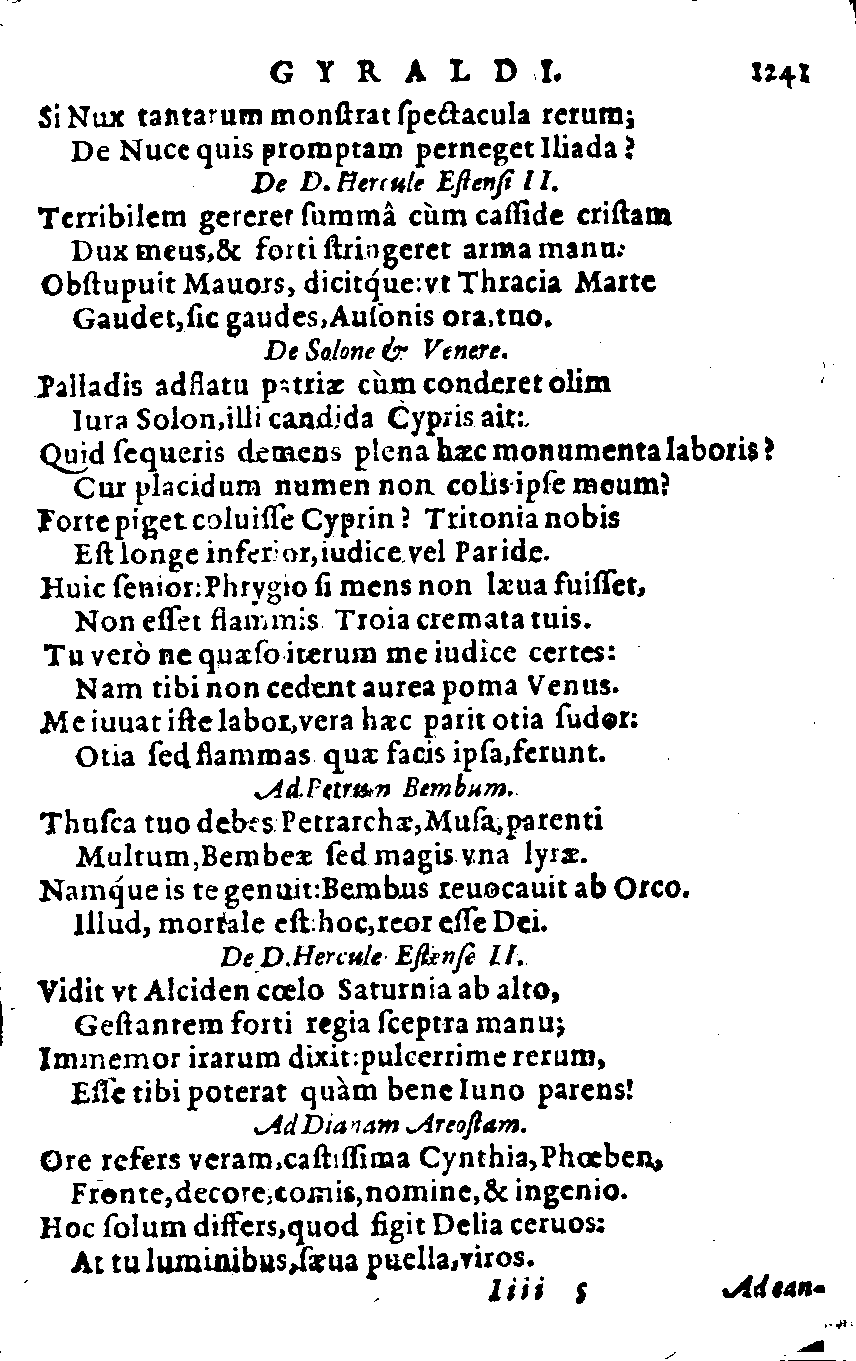 GYRALDI. 1241
Si Nux tantarum monſtrat ſpectacula rerum;
De Nuce quis promptam perneget Iliada?
De D. Hercule Eſtenſi II.
Terribilem gereret ſummâ cùm caſſide criſtam
Dux meus,& forti ſtringeret arma manu:
Obſtupuit Mauors, dicitq́ue:vt Thracia Marte
Gaudet,ſic gaudes,Auſonis ora,tuo.
De Solone & Venere.
Palladis adflatu patriæ cùm conderet olim
Iura Solon,illi candida Cypris ait:
Quid ſequeris demens plena hæc monumenta laboris?
Cur placidum numen non colis ipſe meum?
Forte piget coluiſſe Cyprin? Tritonia nobis
Eſt longe inferior,iudice vel Paride.
Huic ſenior:Phrygio ſi mens non læua fuiſſet,
Non eſſet flammis Troia cremata tuis.
Tu verò ne quæſo iterum me iudice certes:
Nam tibi non cedent aurea poma Venus.
Me iuuat iſte labor,vera hæc parit otia ſudor:
Otia ſed flammas quæ facis ipſa,ferunt.
Ad Petrum Bembum.
Thuſca tuo debes Petrarchæ,Muſa,parenti
Multum,Bembeæ ſed magis vna lyræ.
Namq́ue is te genuit:Bembus reuocauit ab Orco.
Illud, mortale eſt:hoc,reor eſſe Dei.
De D.Hercule Eſtenſe II.
Vidit vt Alciden cœlo Saturnia ab alto,
Geſtantem forti regia ſceptra manu;
Immemor irarum dixit:pulcerrime rerum,
Eſſe tibi poterat quàm bene Iuno parens!
Ad Dianam Areoſtam.
Ore refers veram,caſtiſſima Cynthia,Phœben,
Fronte,decore,comis,nomine,& ingenio.
Hoc ſolum differs,quod figit Delia ceruos:
At tu luminibus,ſæua puella,viros.
Iiii 5 Ad ean-